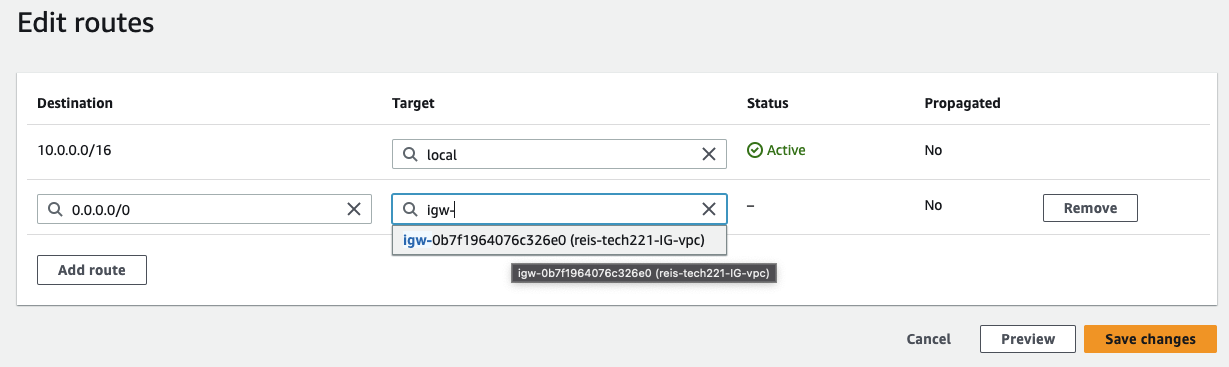 Edit routes
Destination Target Status Propagated
10.0.0.0/16 local Active No
0.0.0.0/0 igw- – No Remove
igw-0b7f1964076c326e0 (reis-tech221-IG-vpc)
Add route
igw-0b7f1964076c326e0 (reis-tech221-IG-vpc)
Cancel Preview Save changes